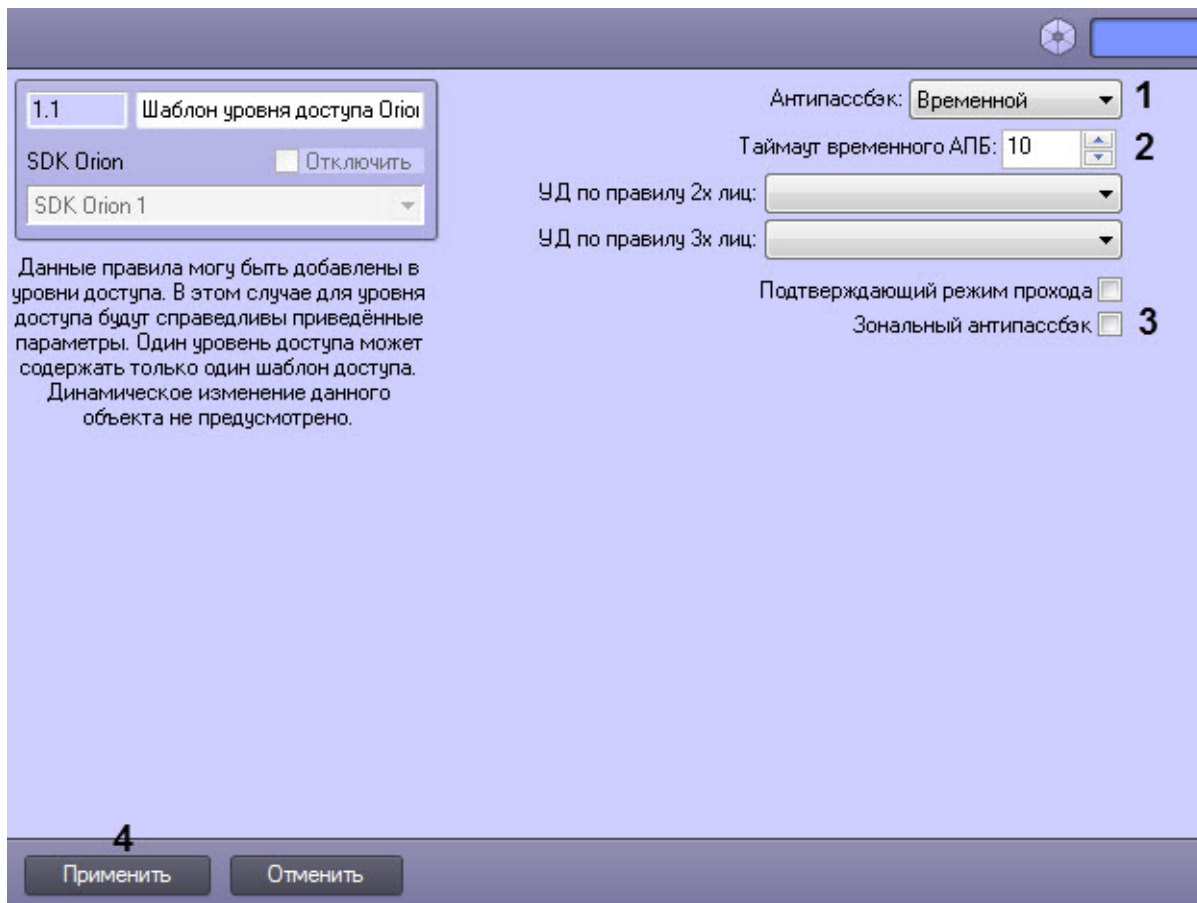 1.1
Шаблон уровня доступа Orion
SDK Orion
Отключить
SDK Orion 1
Данные правила могу быть добавлены в
уровни доступа. В этом случае для уровня
доступа будут справедливы приведённые
параметры. Один уровень доступа может
содержать только один шаблон доступа.
Динамическое изменение данного
объекта не предусмотрено.
Антипассбэк: Временной 1
Таймаут временного АПБ: 10 2
УД по правилу 2х лиц:
УД по правилу 3х лиц:
Подтверждающий режим прохода
Зональный антипассбэк 3
4
Применить Отменить